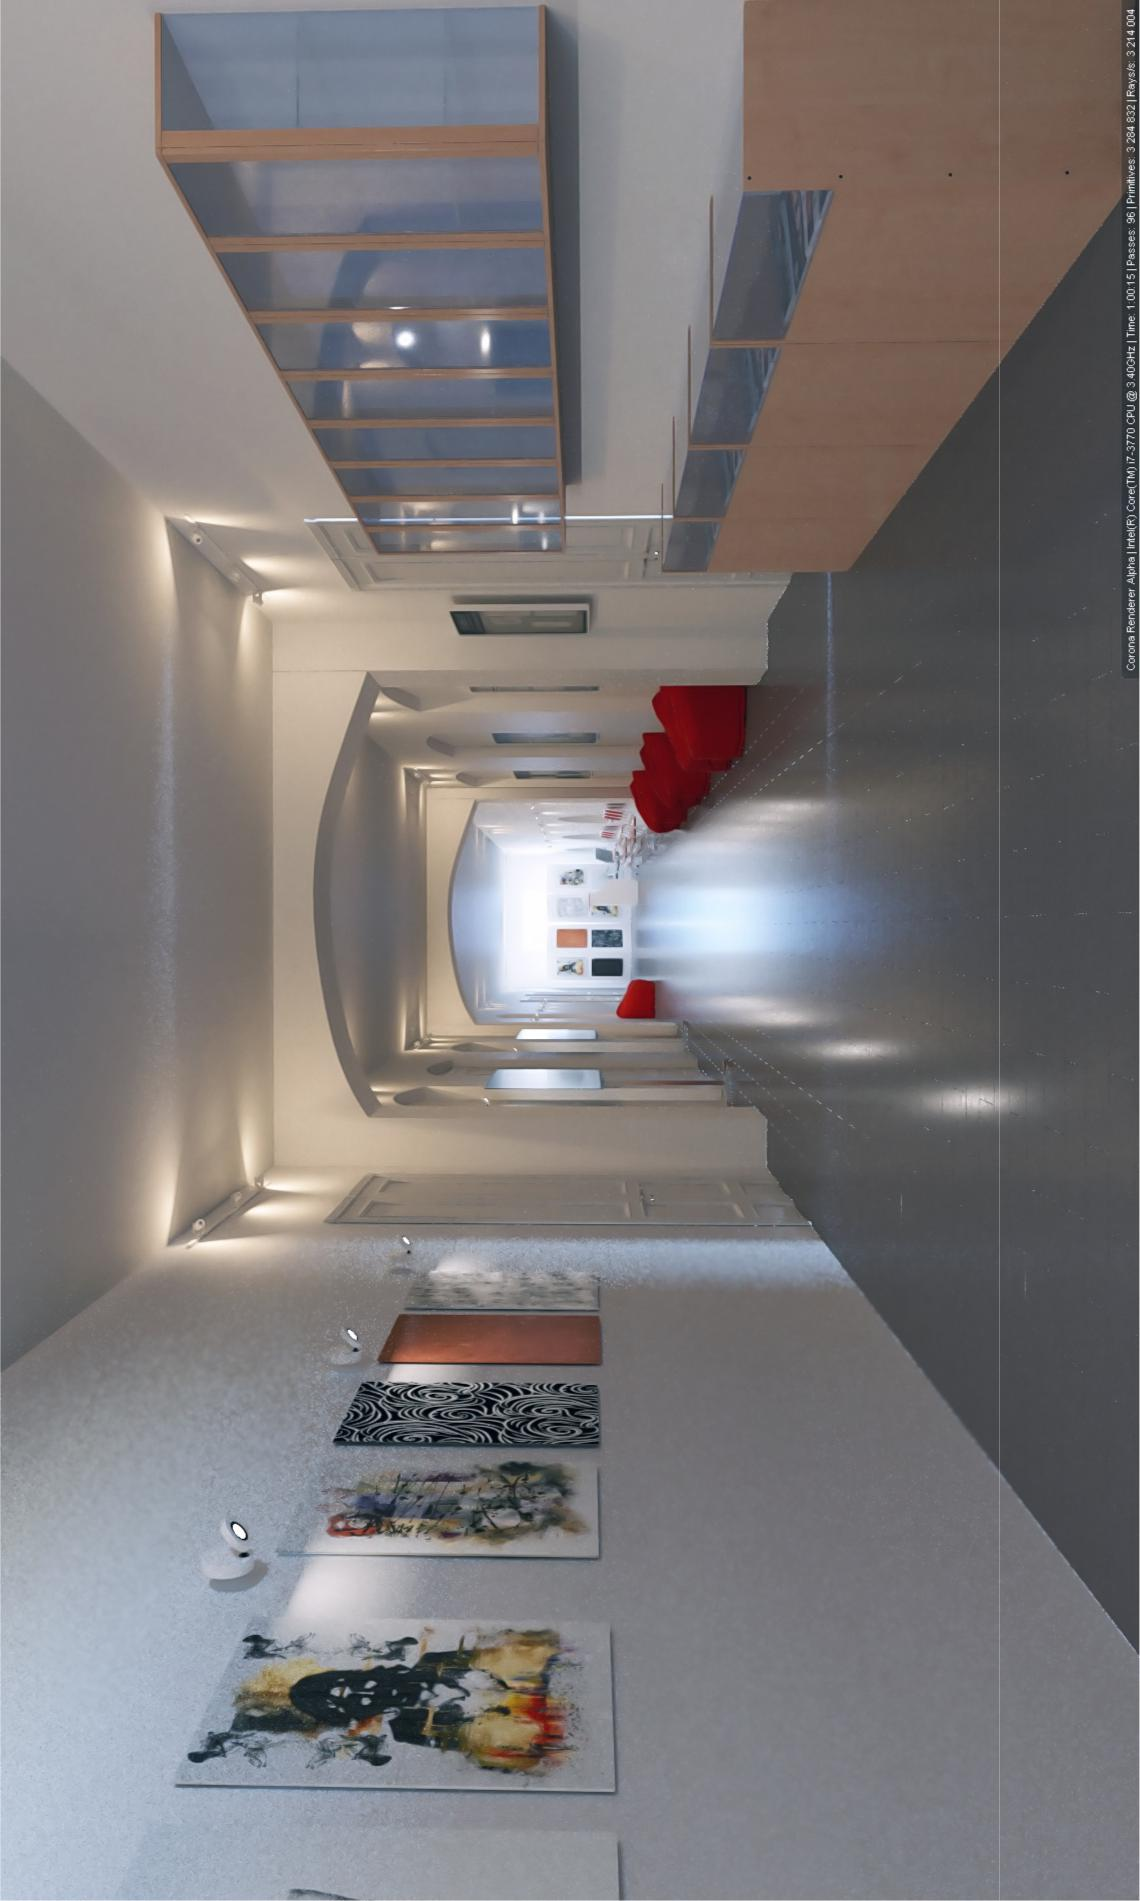 Corona Renderer Alpha | Intel(R) Core(TM) i7-3770 CPU @ 3.40GHz | Time: 1:00:15 | Passes: 96 | Primitives: 3 284 832 | Rays/s: 3 214 004